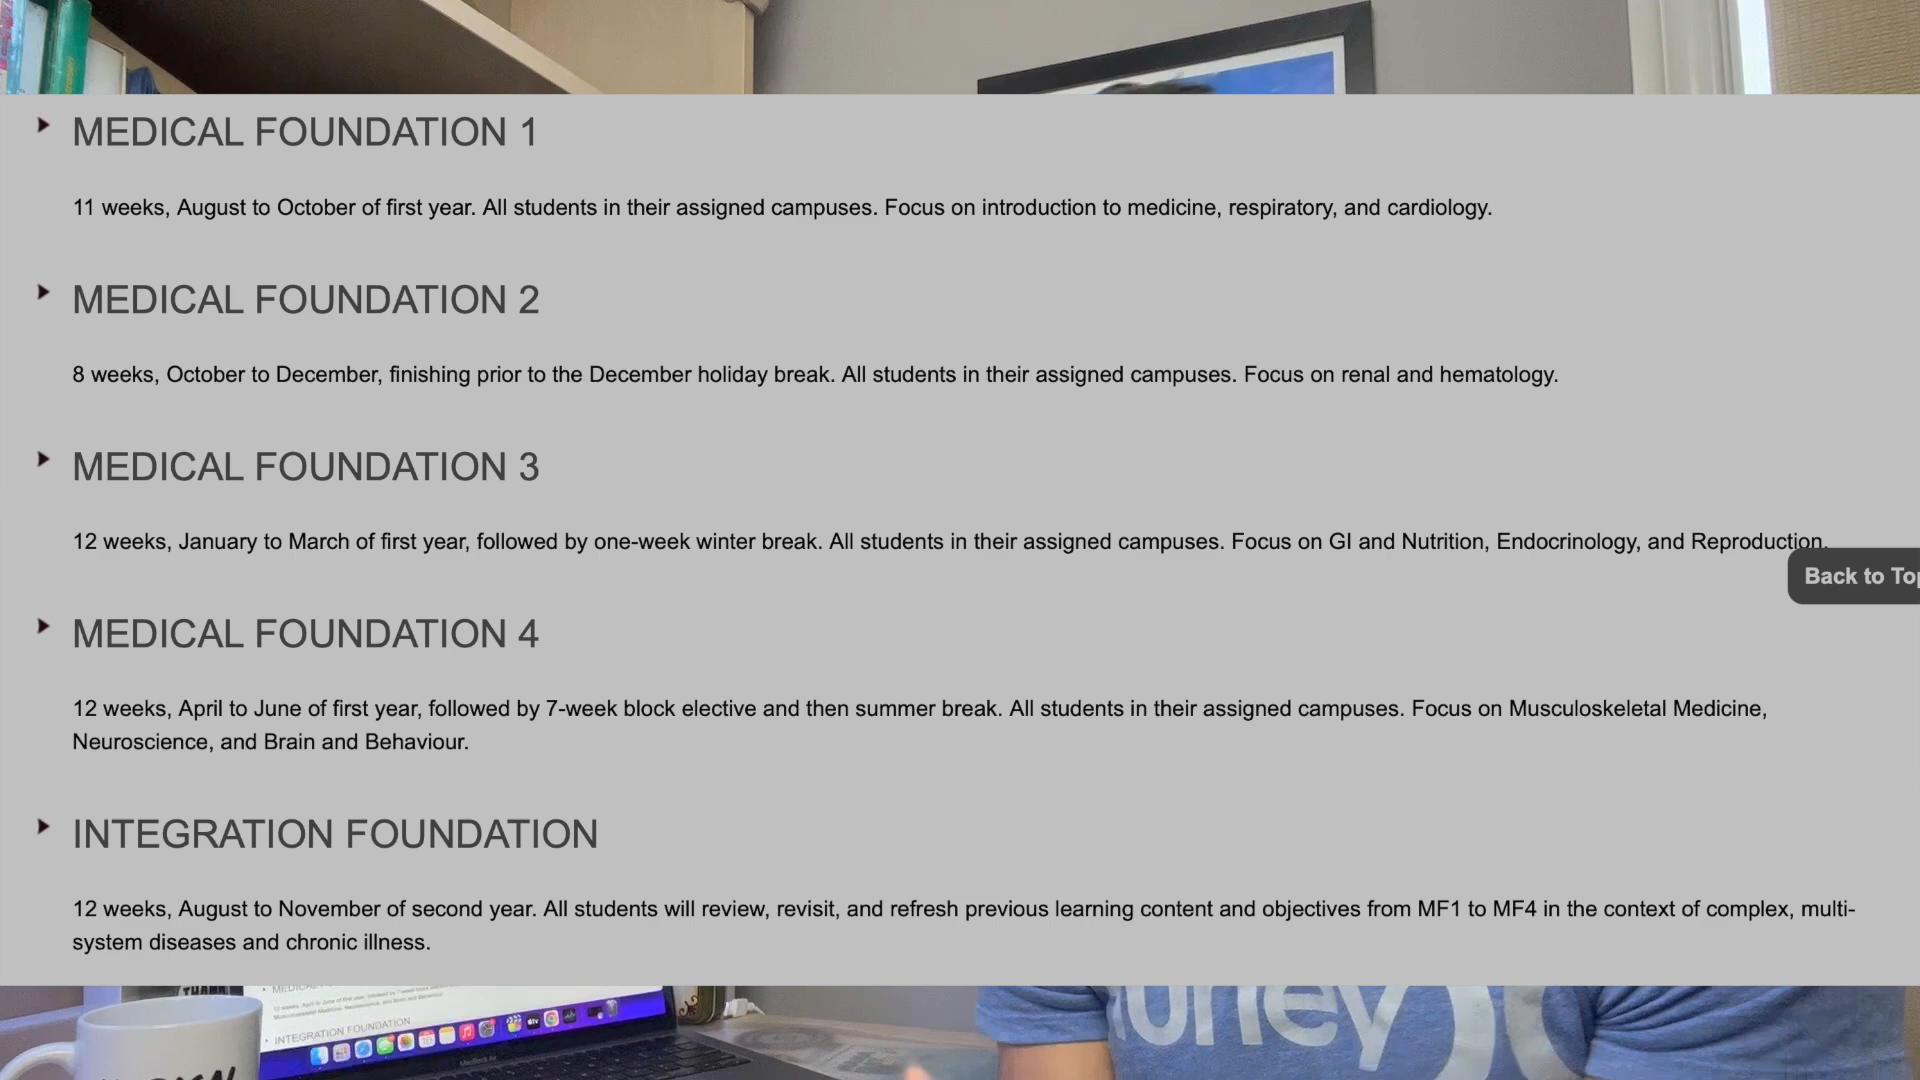 MEDICAL FOUNDATION 1
11 weeks, August to October of first year. All students in their assigned campuses. Focus on introduction to medicine, respiratory, and cardiology.
MEDICAL FOUNDATION 2
8 weeks, October to December, finishing prior to the December holiday break. All students in their assigned campuses. Focus on renal and hematology.
MEDICAL FOUNDATION 3
12 weeks, January to March of first year, followed by one-week winter break. All students in their assigned campuses. Focus on GI and Nutrition, Endocrinology, and Reproduction.
Back to Top
MEDICAL FOUNDATION 4
12 weeks, April to June of first year, followed by 7-week block elective and then summer break. All students in their assigned campuses. Focus on Musculoskeletal Medicine,
Neuroscience, and Brain and Behaviour.
INTEGRATION FOUNDATION
12 weeks, August to November of second year. All students will review, revisit, and refresh previous learning content and objectives from MF1 to MF4 in the context of complex, multi-
system diseases and chronic illness.
INTEGRATION FOUNDATION
MacBook Air
hurley